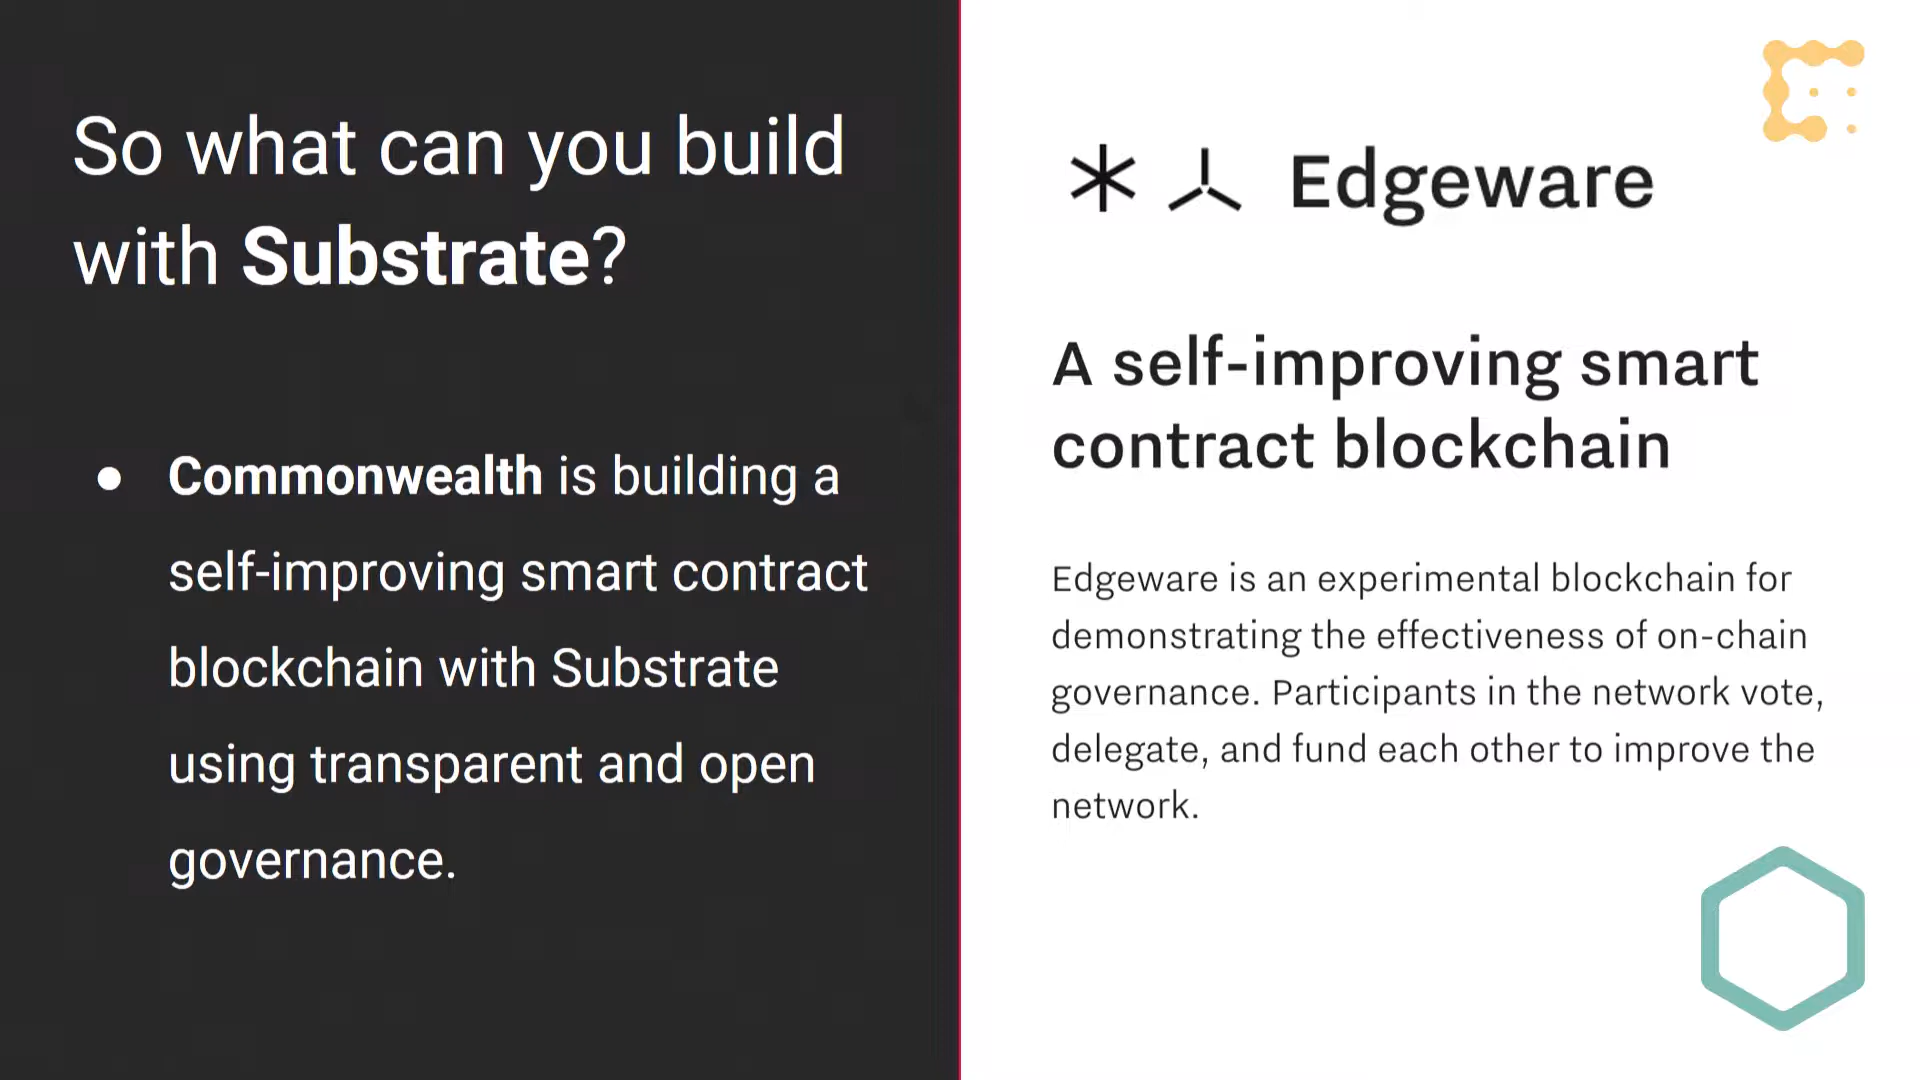 So what can you build
with Substrate?
● Commonwealth is building a
self-improving smart contract
blockchain with Substrate
using transparent and open
governance.
Edgeware
A self-improving smart
contract blockchain
Edgeware is an experimental blockchain for
demonstrating the effectiveness of on-chain
governance. Participants in the network vote,
delegate, and fund each other to improve the
network.